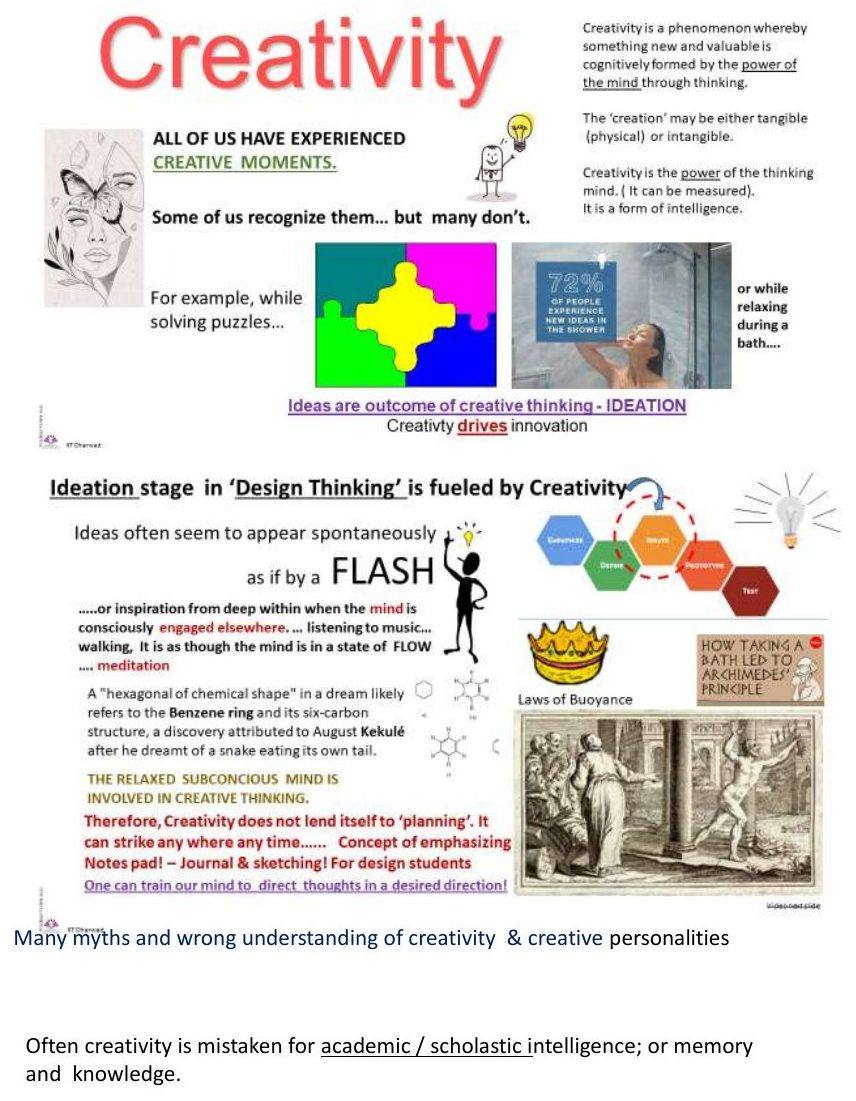 Creativity
Creativity is a phenomenon whereby
something new and valuable is
cognitively formed by the power of
the mind through thinking.
The 'creation' may be either tangible
(physical) or intangible.
Creativity is the power of the thinking
mind. ( It can be measured).
It is a form of intelligence.
ALL OF US HAVE EXPERIENCED
CREATIVE MOMENTS.
Some of us recognize them... but many don't.
For example, while
solving puzzles...
72%
OF PEOPLE
EXPERIENCE
NEW IDEAS IN
THE SHOWER
or while
relaxing
during a
bath....
Ideas are outcome of creative thinking - IDEATION
Creativty drives innovation
IIT Dharwad
Ideation stage in 'Design Thinking' is fueled by Creativity
Ideas often seem to appear spontaneously
as if by a FLASH
EMPATHIZE
DEFINE
IDEATE
PROTOTYPE
TEST
.....or inspiration from deep within when the mind is
consciously engaged elsewhere. ... listening to music...
walking, It is as though the mind is in a state of FLOW
.... meditation
HOW TAKING A
BATH LED TO
ARCHIMEDES'
PRINCIPLE
Laws of Buoyance
A "hexagonal of chemical shape" in a dream likely
refers to the Benzene ring and its six-carbon
structure, a discovery attributed to August Kekulé
after he dreamt of a snake eating its own tail.
THE RELAXED SUBCONCIOUS MIND IS
INVOLVED IN CREATIVE THINKING.
Therefore, Creativity does not lend itself to 'planning'. It
can strike any where any time...... Concept of emphasizing
Notes pad! – Journal & sketching! For design students
One can train our mind to direct thoughts in a desired direction!
IIT Dharwad
Many myths and wrong understanding of creativity & creative personalities
Often creativity is mistaken for academic / scholastic intelligence; or memory
and knowledge.